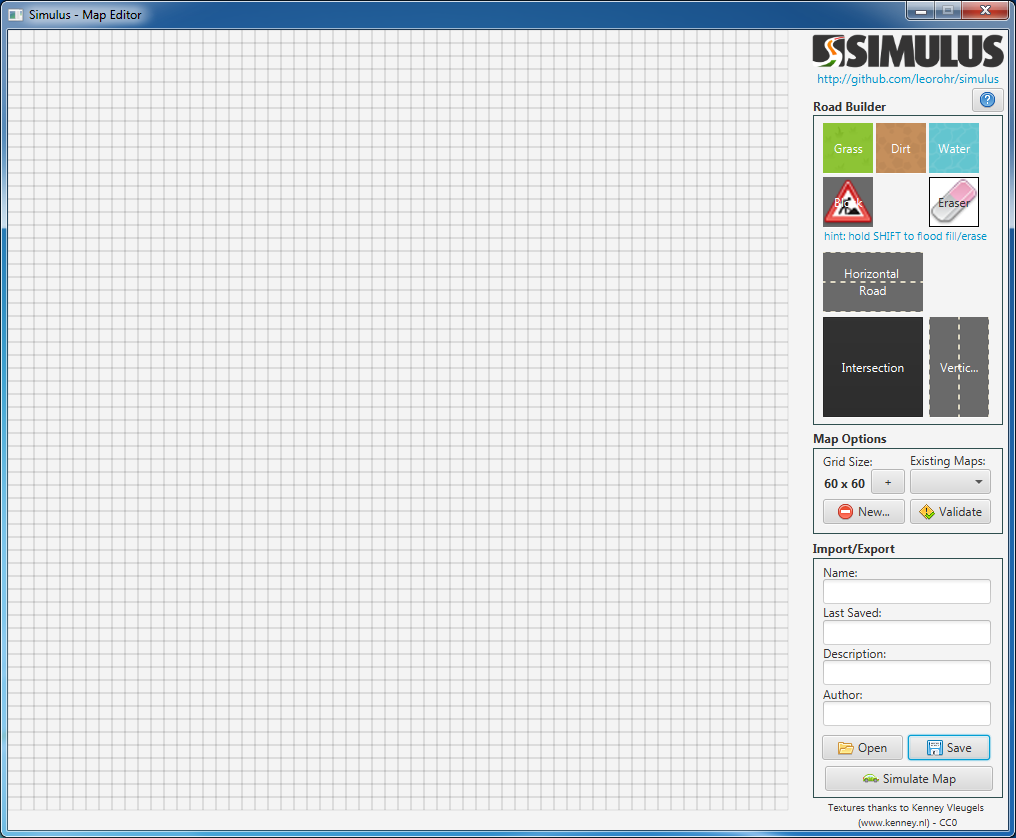 Simulus - Map Editor
SIMULUS
http://github.com/leorohr/simulus
Road Builder
?
Grass
Dirt
Water
Eraser
hint: hold SHIFT to flood fill/erase
Horizontal
Road
Intersection
Vertic...
Map Options
Grid Size:
Existing Maps:
60 x 60
+
New...
Validate
Import/Export
Name:
Last Saved:
Description:
Author:
Open
Save
Simulate Map
Textures thanks to Kenney Vleugels
(www.kenney.nl) - CC0